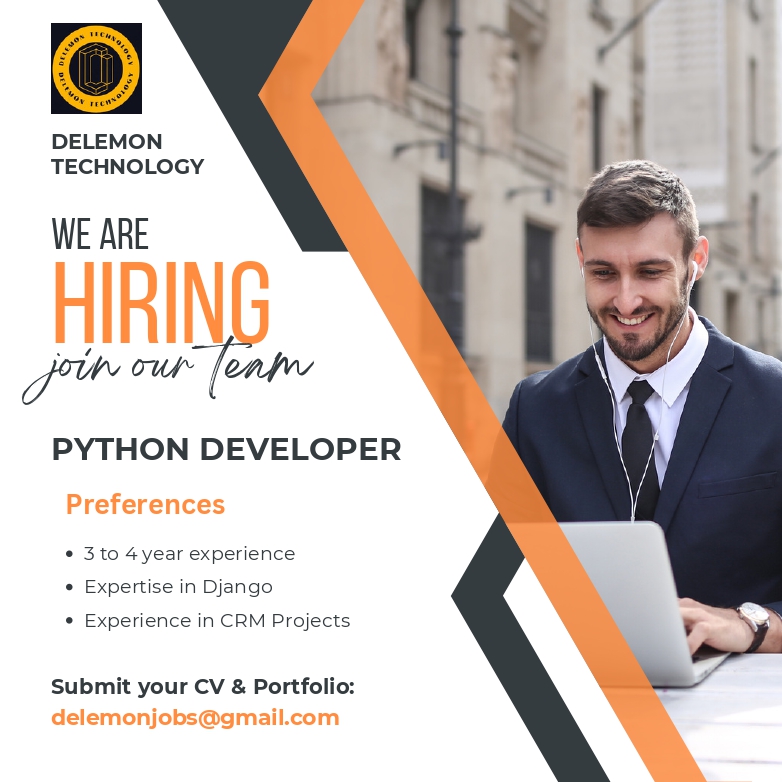 DELEMON TECHNOLOGY
DELEMON TECHNOLOGY
DELEMON
TECHNOLOGY
WE ARE
HIRING
join our team
PYTHON DEVELOPER
Preferences
• 3 to 4 year experience
• Expertise in Django
• Experience in CRM Projects
Submit your CV & Portfolio:
delemonjobs@gmail.com